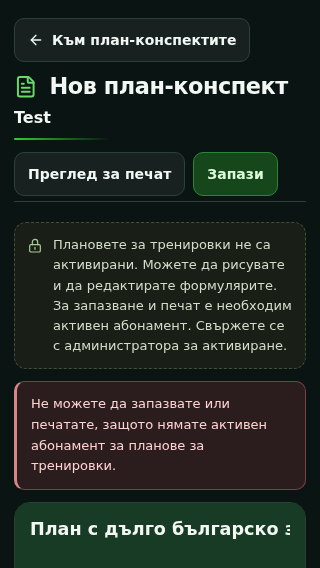 Към план-конспектите
Нов план-конспект
Test
Преглед за печат
Запази
Плановете за тренировки не са
активирани. Можете да рисувате
и да редактирате формулярите.
За запазване и печат е необходим
активен абонамент. Свържете се
с администратора за активиране.
Не можете да запазвате или
печатате, защото нямате активен
абонамент за планове за
тренировки.
План с дълго българско